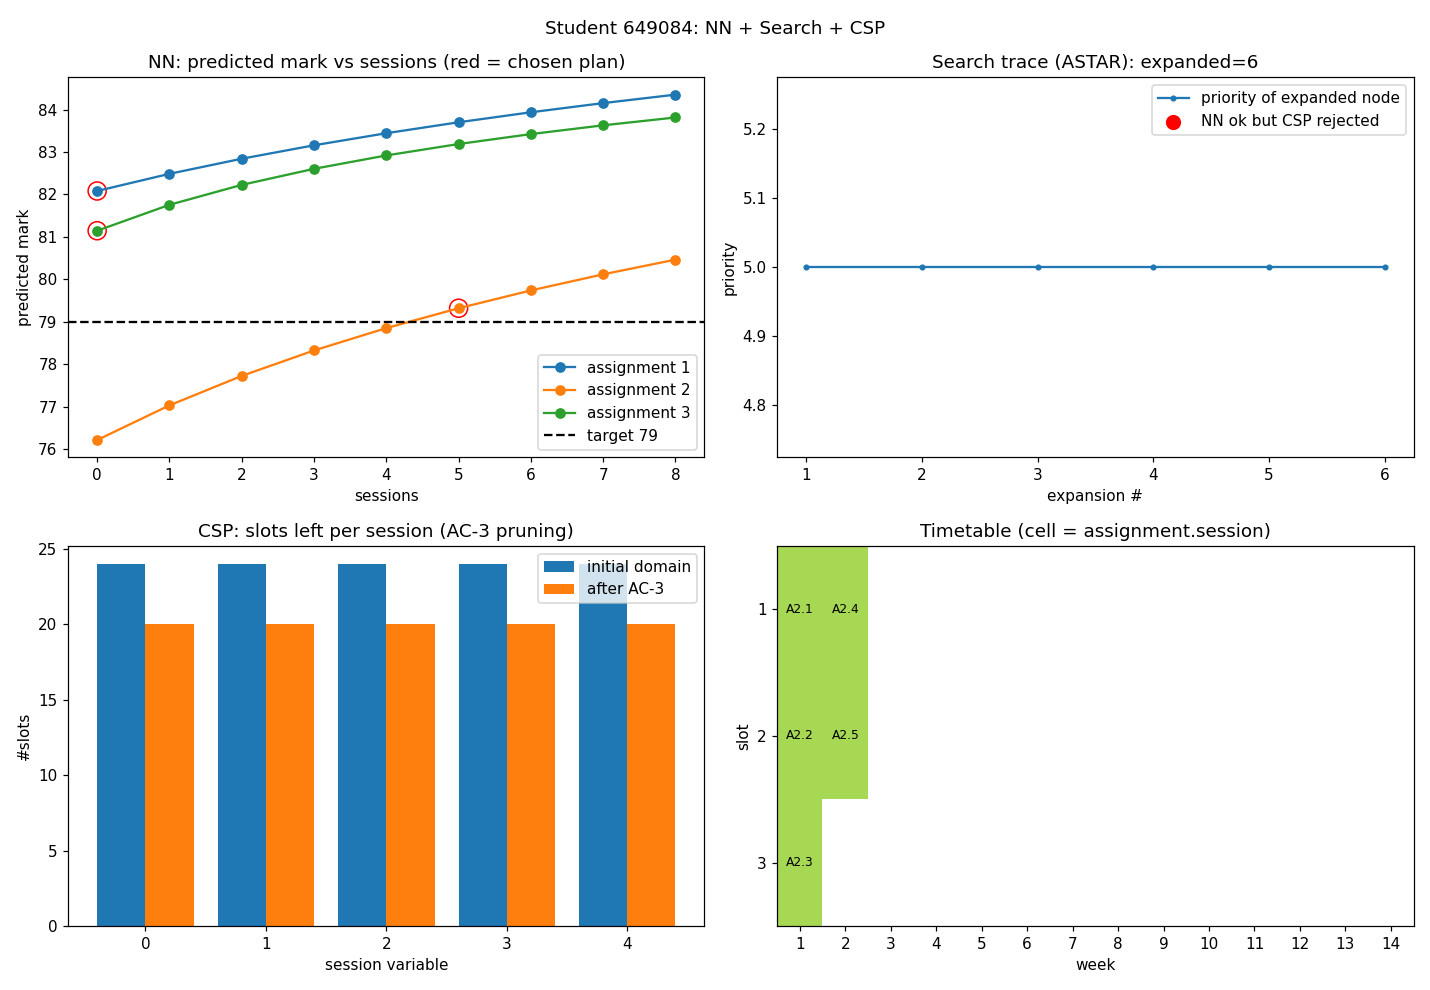 Student 649084: NN + Search + CSP
NN: predicted mark vs sessions (red = chosen plan)
predicted mark
84
83
82
81
80
79
78
77
76
assignment 1
assignment 2
assignment 3
target 79
0 1 2 3 4 5 6 7 8
sessions
Search trace (ASTAR): expanded=6
priority
5.2
5.1
5.0
4.9
4.8
priority of expanded node
NN ok but CSP rejected
1 2 3 4 5 6
expansion #
CSP: slots left per session (AC-3 pruning)
#slots
25
20
15
10
5
0
initial domain
after AC-3
0 1 2 3 4
session variable
Timetable (cell = assignment.session)
slot
1 A2.1 A2.4
2 A2.2 A2.5
3 A2.3
1 2 3 4 5 6 7 8 9 10 11 12 13 14
week